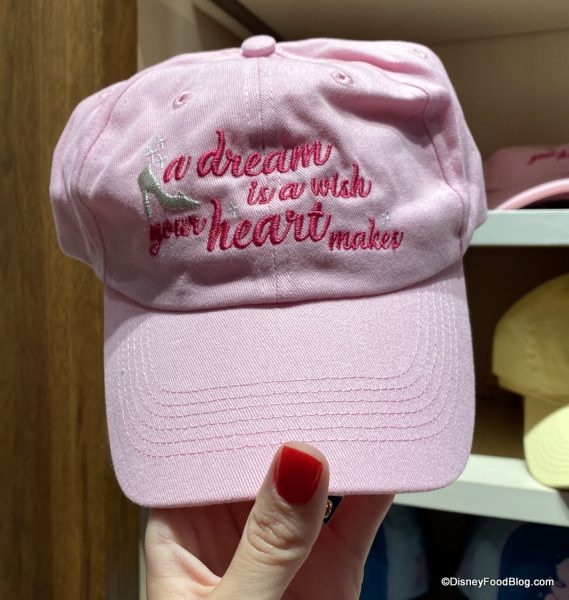 a dream
is a wish
your heart makes
©DisneyFoodBlog.com